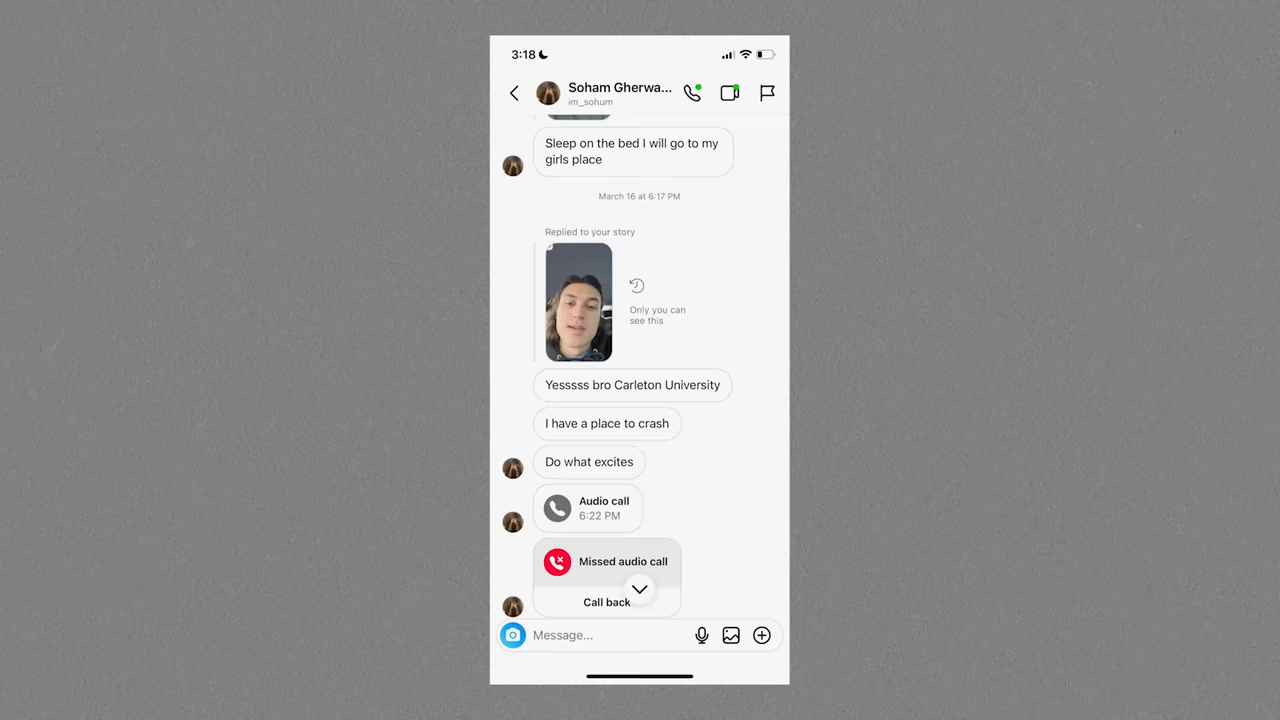 3:18
Soham Gherwa...
im_sohum
Sleep on the bed I will go to my
girls place
March 16 at 6:17 PM
Replied to your story
Only you can
see this
Yesssss bro Carleton University
I have a place to crash
Do what excites
Audio call
6:22 PM
Missed audio call
Call back
Message...